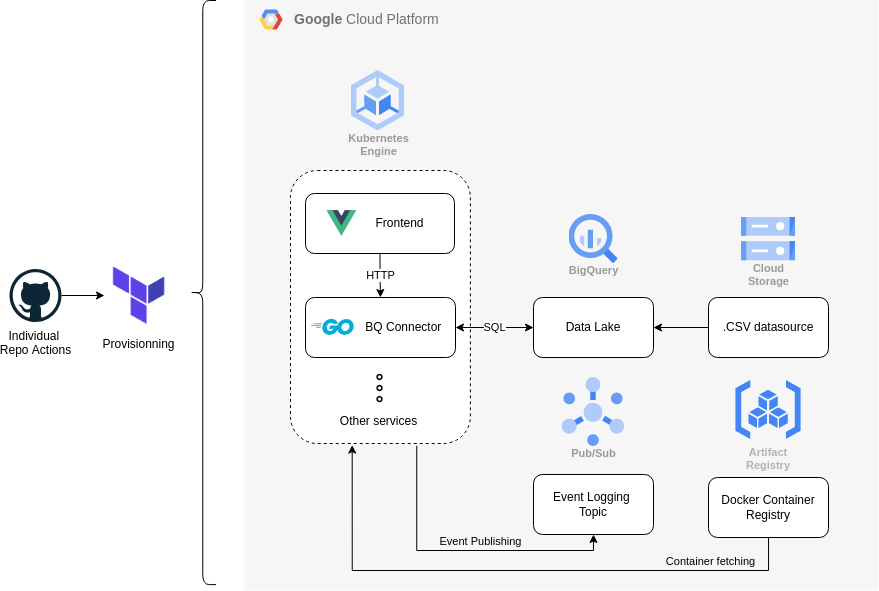 Google Cloud Platform
Kubernetes
Engine
Frontend
HTTP
GO
BQ Connector
Other services
SQL
BigQuery
Data Lake
Cloud
Storage
.CSV datasource
Individual
Repo Actions
Provisionning
Pub/Sub
Event Logging
Topic
Artifact
Registry
Docker Container
Registry
Event Publishing
Container fetching